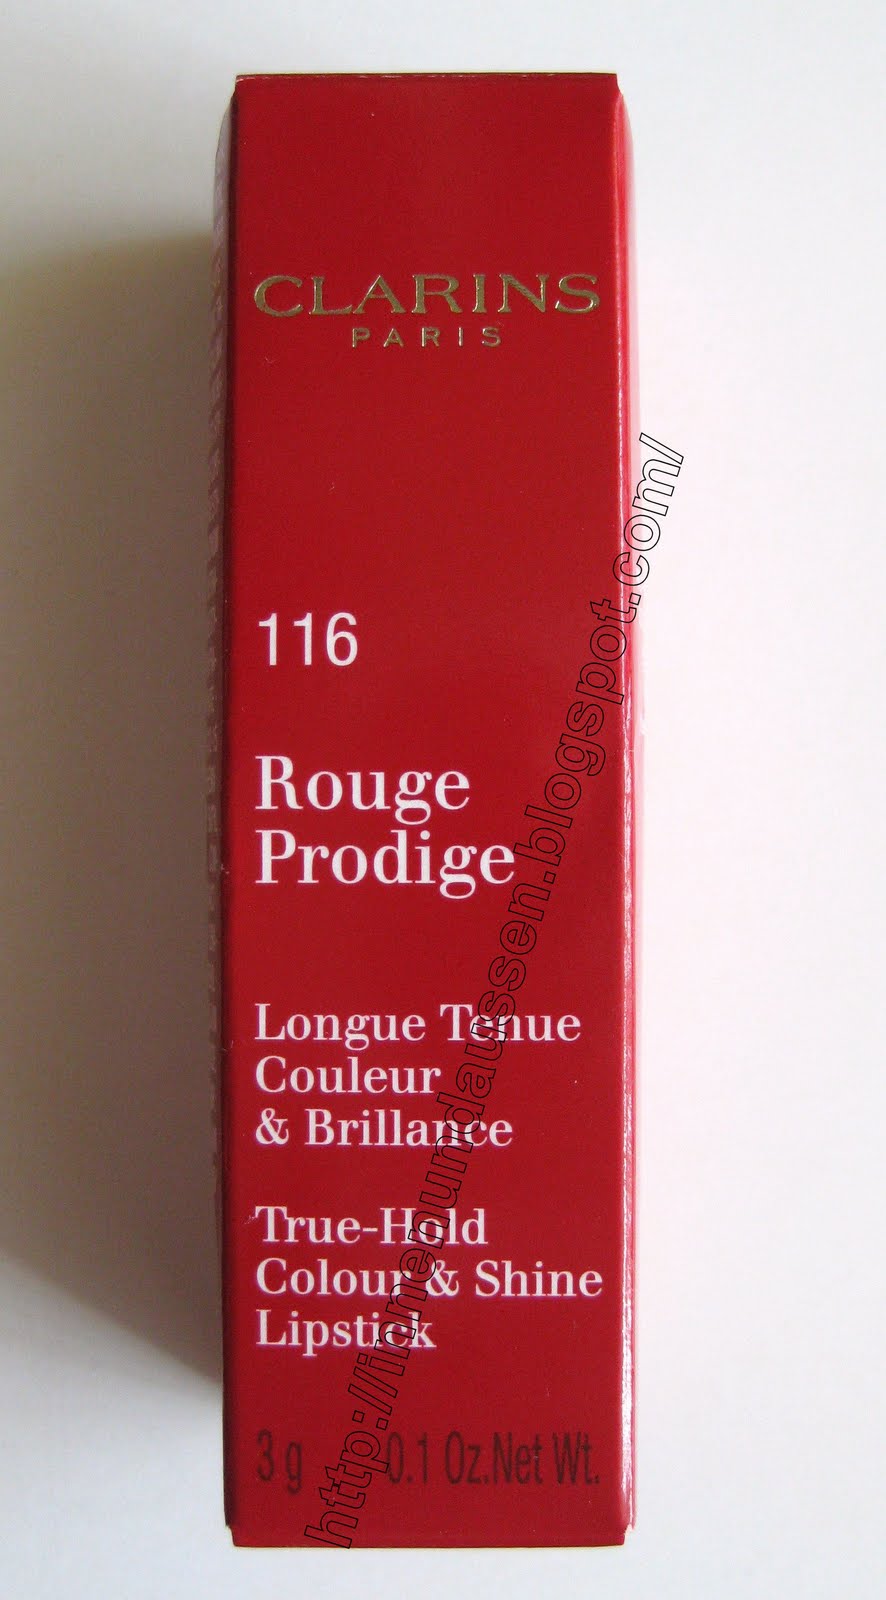 CLARINS
PARIS
116
Rouge
Prodige
Longue Tenue
Couleur
& Brillance
True-Hold
Colour & Shine
Lipstick
3 g 0.1 Oz.Net Wt.
http://innenundaussen.blogspot.com/